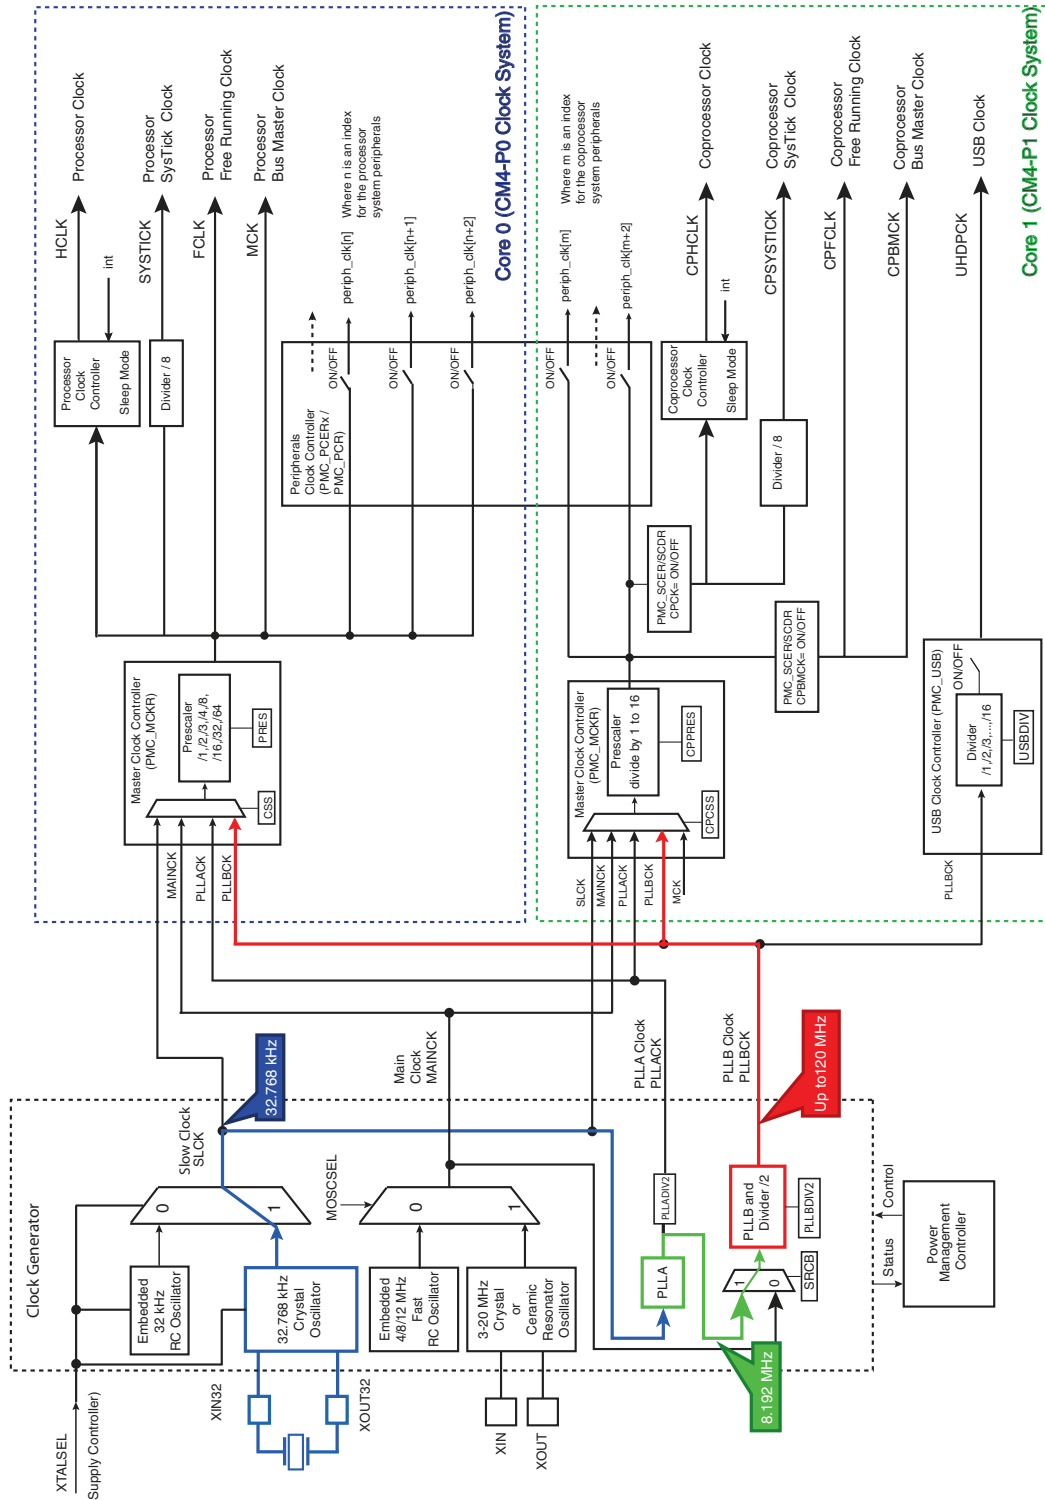 Clock Generator
XTALSEL
Supply Controller)
Embedded
32 kHz
RC Oscillator
0
1
Slow Clock
SLCK
32.768 kHz
XIN32
XOUT32
32.768 kHz
Crystal
Oscillator
MOSCSEL
Embedded
4/8/12 MHz
Fast
RC Oscillator
0
1
3-20 MHz
Crystal
or
Ceramic
Resonator
Oscillator
XIN
XOUT
Main
Clock
MAINCK
PLLA
PLLADIV2
PLLA Clock
PLLACK
8.192 MHz
1
0
SRCB
PLLB and
Divider /2
PLLBDIV2
PLLB Clock
PLLBCK
Up to120 MHz
Status
Control
Power
Management
Controller
MAINCK
PLLACK
PLLBCK
Master Clock Controller
(PMC_MCKR)
Prescaler
/1,/2,/3,/4,/8,
/16,/32,/64
CSS
PRES
Processor
Clock
Controller
Sleep Mode
int
HCLK
Processor Clock
Divider / 8
SYSTICK
Processor
SysTick Clock
FCLK
Processor
Free Running Clock
MCK
Processor
Bus Master Clock
Peripherals
Clock Controller
(PMC_PCERx /
PMC_PCR)
ON/OFF
periph_clk[n]
Where n is an index
for the processor
system peripherals
ON/OFF
periph_clk[n+1]
ON/OFF
periph_clk[n+2]
Core 0 (CM4-P0 Clock System)
SLCK
MAINCK
PLLACK
PLLBCK
MCK
Master Clock Controller
(PMC_MCKR)
Prescaler
divide by 1 to 16
CPCSS
CPPRES
ON/OFF
periph_clk[m]
Where m is an index
for the coprocessor
system peripherals
ON/OFF
periph_clk[m+2]
PMC_SCER/SCDR
CPCK= ON/OFF
Coprocessor
Clock
Controller
Sleep Mode
int
CPHCLK
Coprocessor Clock
Divider / 8
CPSYSTICK
Coprocessor
SysTick Clock
PMC_SCER/SCDR
CPBMCK= ON/OFF
CPFCLK
Coprocessor
Free Running Clock
CPBMCK
Coprocessor
Bus Master Clock
PLLBCK
USB Clock Controller (PMC_USB)
Divider
/1,/2,/3,...,/16
ON/OFF
USBDIV
UHDPCK
USB Clock
Core 1 (CM4-P1 Clock System)